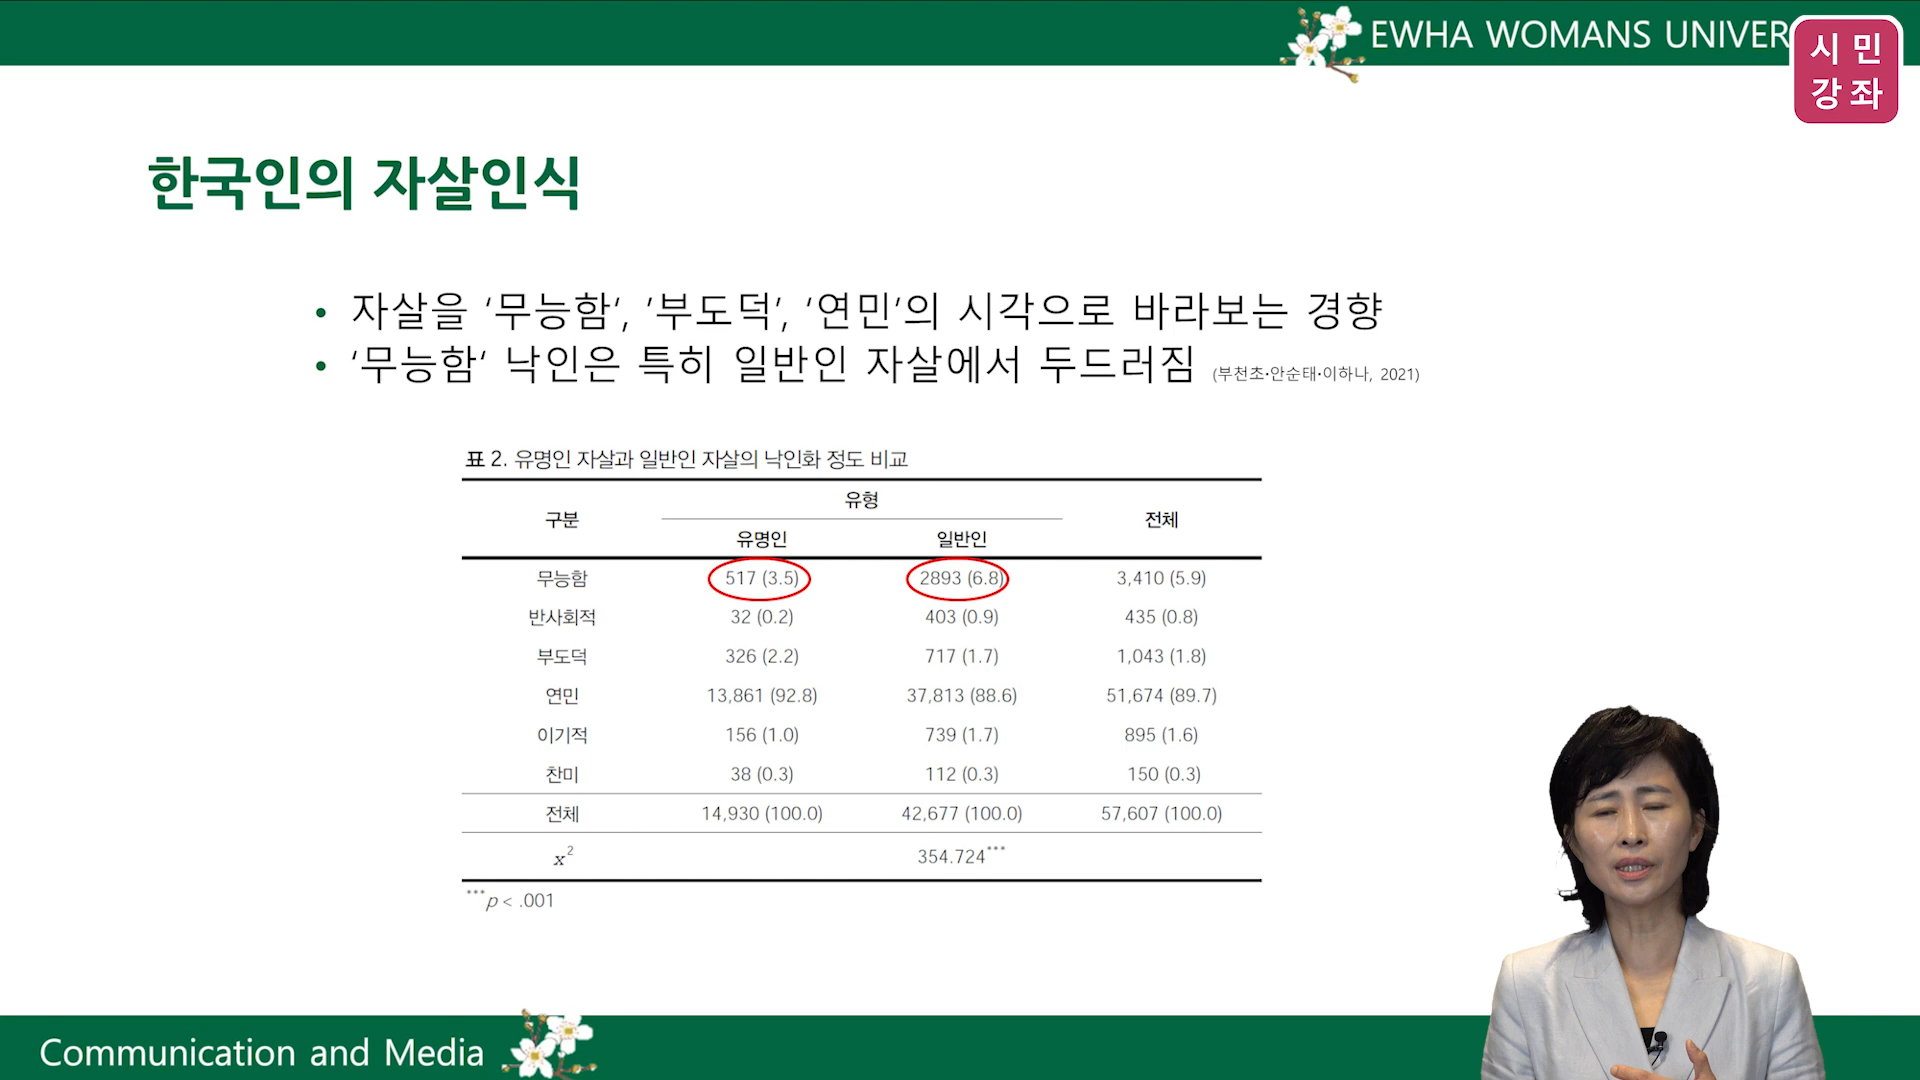 EWHA WOMANS UNIVER
시민
강좌
한국인의 자살인식
• 자살을 ‘무능함’, ‘부도덕’, ‘연민’의 시각으로 바라보는 경향
• ‘무능함‘ 낙인은 특히 일반인 자살에서 두드러짐 (부천초·안순태·이하나, 2021)
표 2. 유명인 자살과 일반인 자살의 낙인화 정도 비교
구분 유형 전체
유명인 일반인
무능함 517 (3.5) 2893 (6.8) 3,410 (5.9)
반사회적 32 (0.2) 403 (0.9) 435 (0.8)
부도덕 326 (2.2) 717 (1.7) 1,043 (1.8)
연민 13,861 (92.8) 37,813 (88.6) 51,674 (89.7)
이기적 156 (1.0) 739 (1.7) 895 (1.6)
찬미 38 (0.3) 112 (0.3) 150 (0.3)
전체 14,930 (100.0) 42,677 (100.0) 57,607 (100.0)
x² 354.724***
***p < .001
Communication and Media